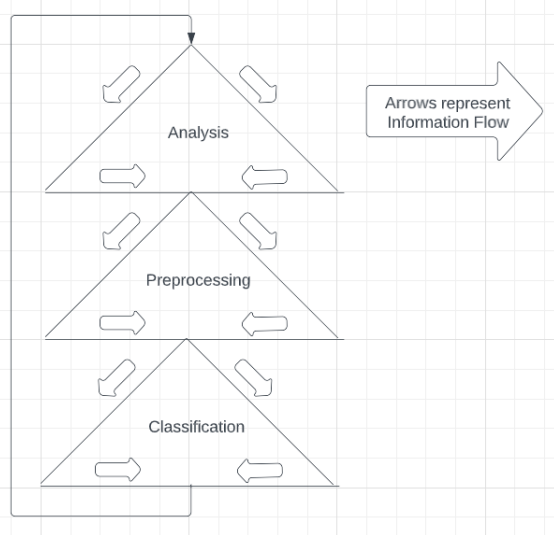 Arrows represent
Information Flow
Analysis
Preprocessing
Classification